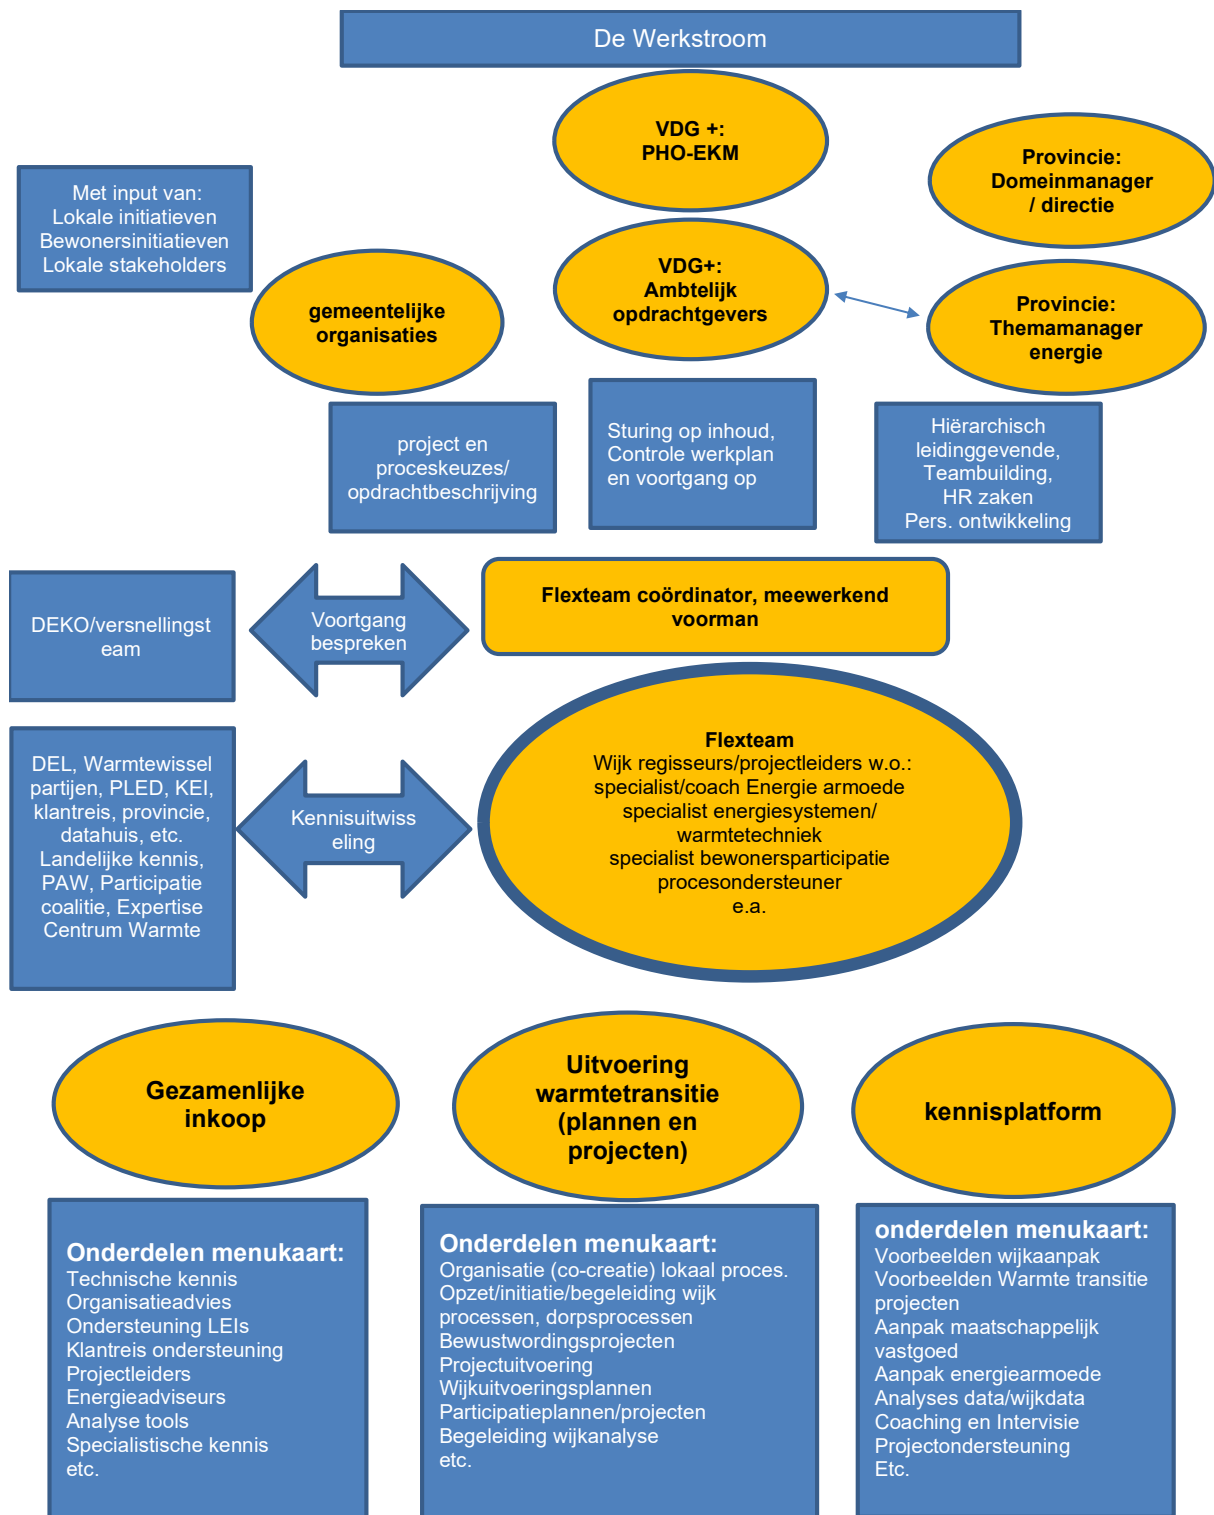 De Werkstroom
VDG +:
PHO-EKM
Provincie:
Domeinmanager
/ directie
Met input van:
Lokale initiatieven
Bewonersinitiatieven
Lokale stakeholders
VDG+:
Ambtelijk
opdrachtgevers
gemeentelijke
organisaties
Provincie:
Themamanager
energie
project en
proceskeuzes/
opdrachtbeschrijving
Sturing op inhoud,
Controle werkplan
en voortgang op
Hiërarchisch
leidinggevende,
Teambuilding,
HR zaken
Pers. ontwikkeling
DEKO/versnellingst
eam
Voortgang
bespreken
Flexteam coördinator, meewerkend
voorman
DEL, Warmtewissel
partijen, PLED, KEI,
klantreis, provincie,
datahuis, etc.
Landelijke kennis,
PAW, Participatie
coalitie, Expertise
Centrum Warmte
Kennisuitwiss
eling
Flexteam
Wijk regisseurs/projectleiders w.o.:
specialist/coach Energie armoede
specialist energiesystemen/
warmtetechniek
specialist bewonersparticipatie
procesondersteuner
e.a.
Gezamenlijke
inkoop
Uitvoering
warmtetransitie
(plannen en
projecten)
kennisplatform
Onderdelen menukaart:
Technische kennis
Organisatieadvies
Ondersteuning LEIs
Klantreis ondersteuning
Projectleiders
Energieadviseurs
Analyse tools
Specialistische kennis
etc.
Onderdelen menukaart:
Organisatie (co-creatie) lokaal proces.
Opzet/initiatie/begeleiding wijk
processen, dorpsprocessen
Bewustwordingsprojecten
Projectuitvoering
Wijkuitvoeringsplannen
Participatieplannen/projecten
Begeleiding wijkanalyse
etc.
onderdelen menukaart:
Voorbeelden wijkaanpak
Voorbeelden Warmte transitie
projecten
Aanpak maatschappelijk
vastgoed
Aanpak energiearmoede
Analyses data/wijkdata
Coaching en Intervisie
Projectondersteuning
Etc.